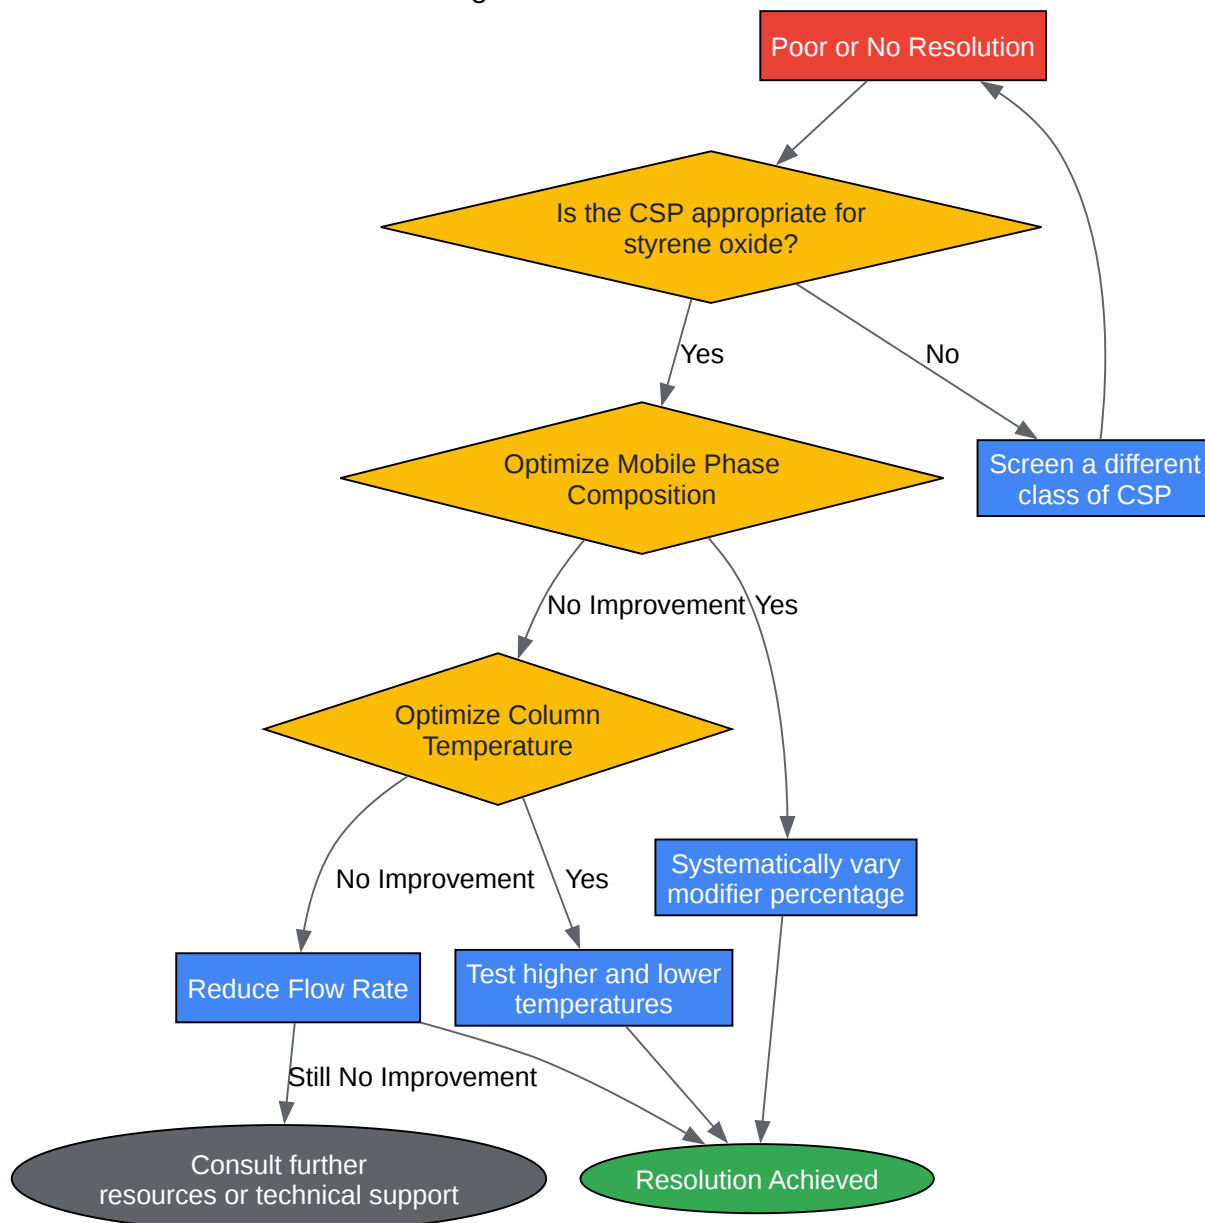 Poor or No Resolution
Is the CSP appropriate for
styrene oxide?
Yes
No
Optimize Mobile Phase
Composition
Screen a different
class of CSP
No Improvement
Yes
Optimize Column
Temperature
Systematically vary
modifier percentage
No Improvement
Yes
Reduce Flow Rate
Test higher and lower
temperatures
Still No Improvement
Consult further
resources or technical support
Resolution Achieved